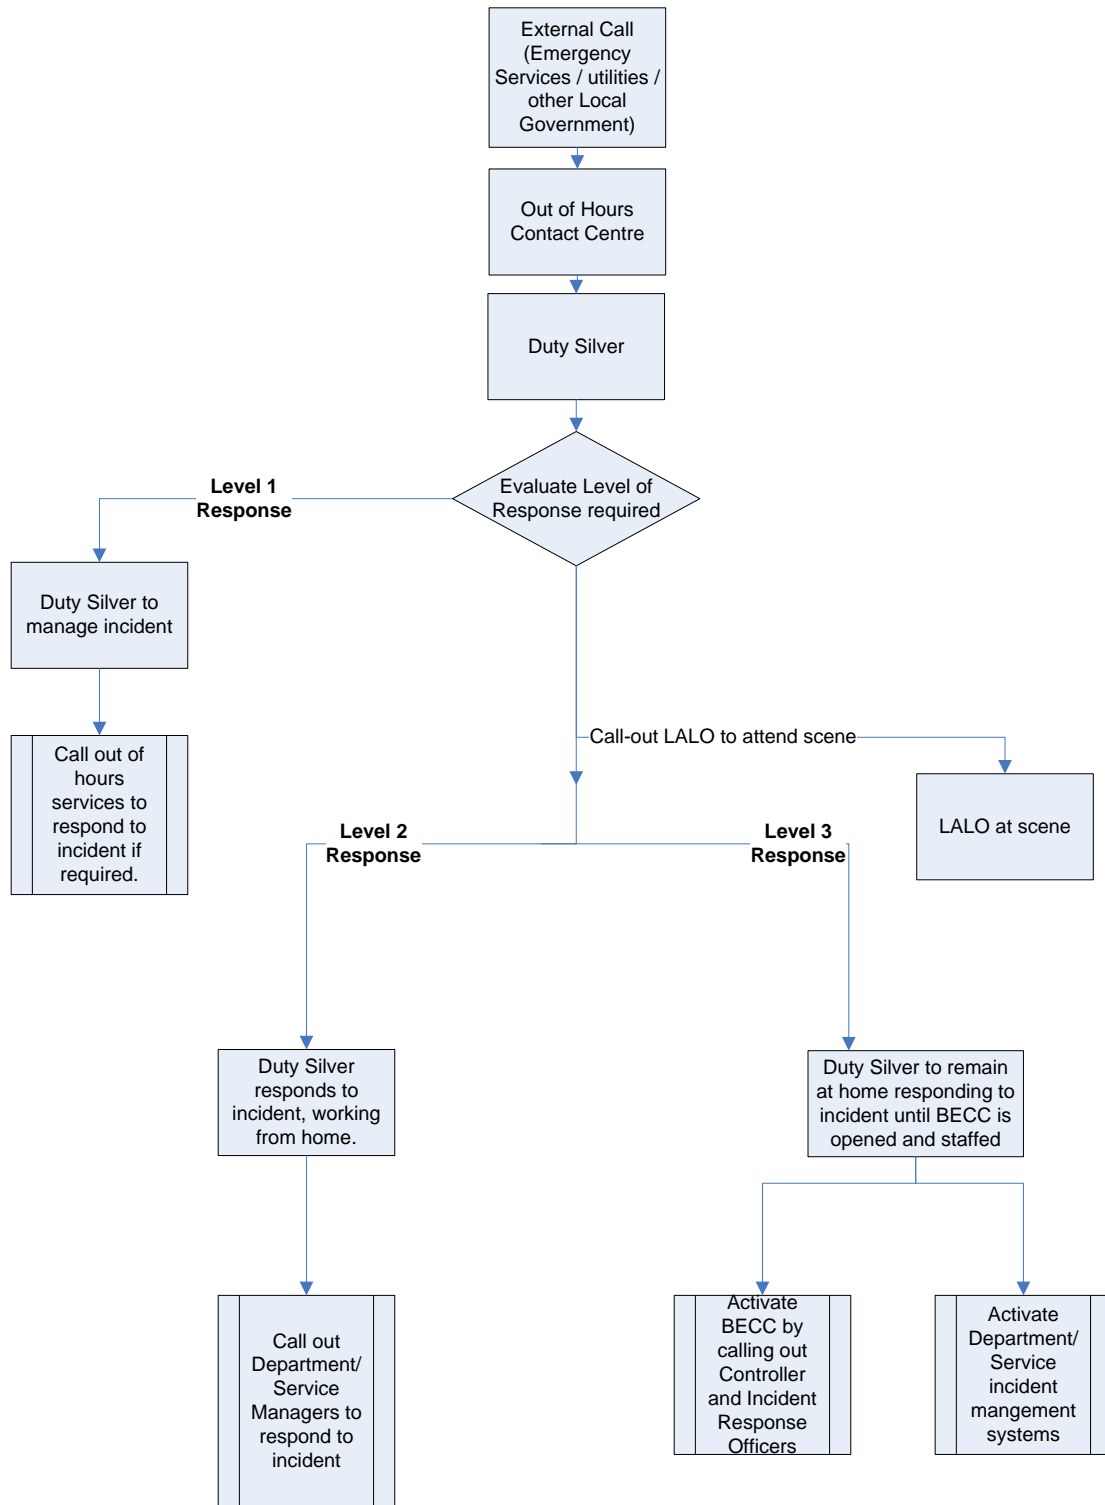 External Call
(Emergency
Services / utilities /
other Local
Government)
Out of Hours
Contact Centre
Duty Silver
Evaluate Level of
Response required
Level 1
Response
Duty Silver to
manage incident
Call out of
hours
services to
respond to
incident if
required.
Call-out LALO to attend scene
LALO at scene
Level 2
Response
Level 3
Response
Duty Silver
responds to
incident, working
from home.
Duty Silver to remain
at home responding to
incident until BECC is
opened and staffed
Call out
Department/
Service
Managers to
respond to
incident
Activate
BECC by
calling out
Controller
and Incident
Response
Officers
Activate
Department/
Service
incident
mangement
systems